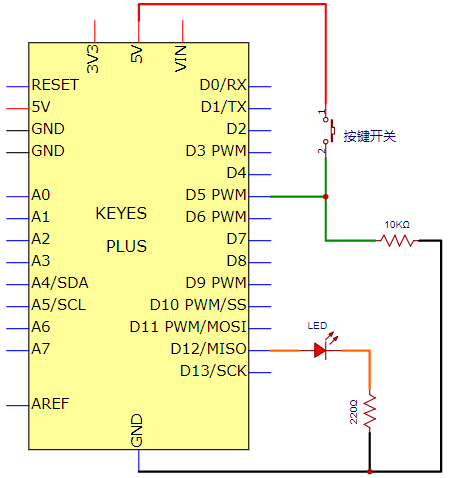 3V3
5V
VIN
RESET
5V
GND
GND
A0
A1
A2
A3
A4/SDA
A5/SCL
A6
A7
AREF
KEYES
PLUS
D0/RX
D1/TX
D2
D3 PWM
D4
D5 PWM
D6 PWM
D7
D8
D9 PWM
D10 PWM/SS
D11 PWM/MOSI
D12/MISO
D13/SCK
GND
1
2
按键开关
10KΩ
LED
220Ω